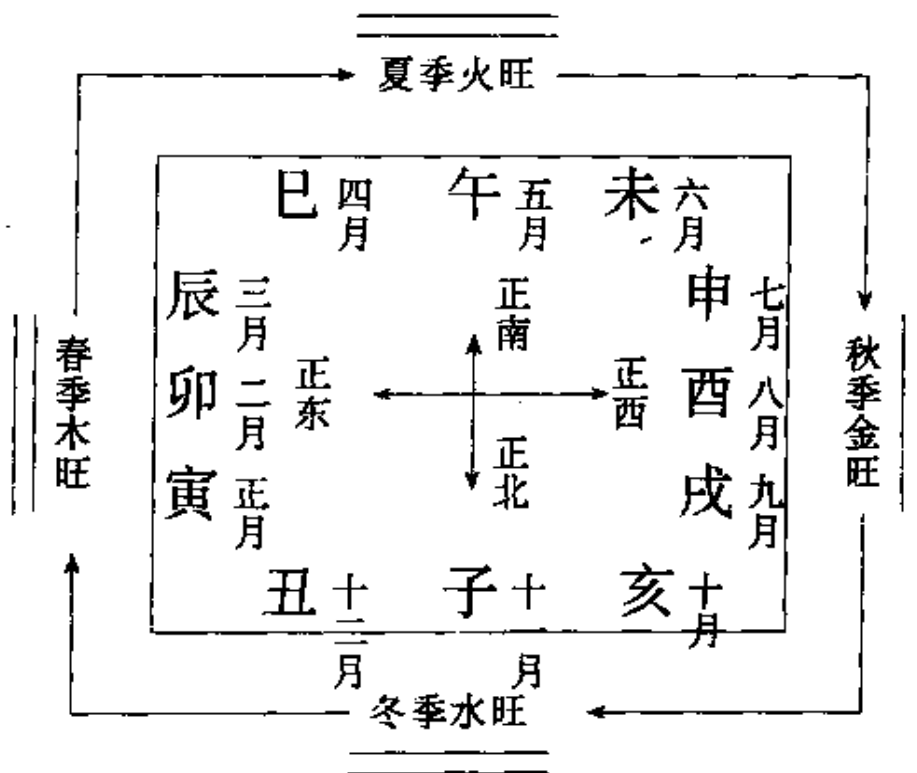 夏季火旺
巳 四月
午 五月
未 六月
辰 三月
正南
申 七月
春季木旺
卯 二月
正东
正西
酉 八月
秋季金旺
寅 正月
正北
戌 九月
丑 十二月
子 十一月
亥 十月
冬季水旺